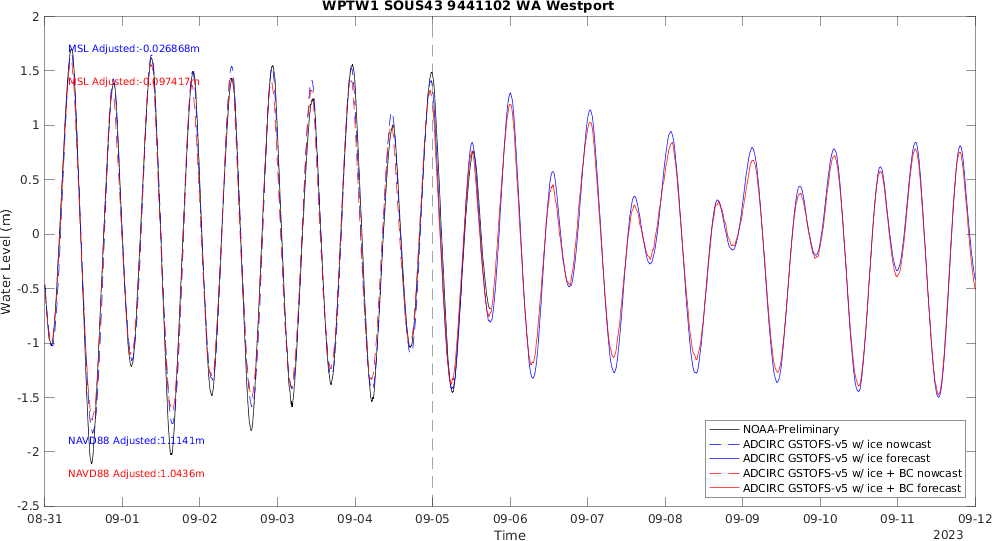 WPTW1 SOUS43 9441102 WA Westport
2
1.5
1
0.5
0
-0.5
-1
-1.5
-2
-2.5
Water Level (m)
MSL Adjusted:-0.026868m
MSL Adjusted:-0.097417m
NAVD88 Adjusted:1.1141m
NAVD88 Adjusted:1.0436m
NOAA-Preliminary
ADCIRC GSTOFS-v5 w/ ice nowcast
ADCIRC GSTOFS-v5 w/ ice forecast
ADCIRC GSTOFS-v5 w/ ice + BC nowcast
ADCIRC GSTOFS-v5 w/ ice + BC forecast
08-31 09-01 09-02 09-03 09-04 09-05 09-06 09-07 09-08 09-09 09-10 09-11 09-12
Time
2023